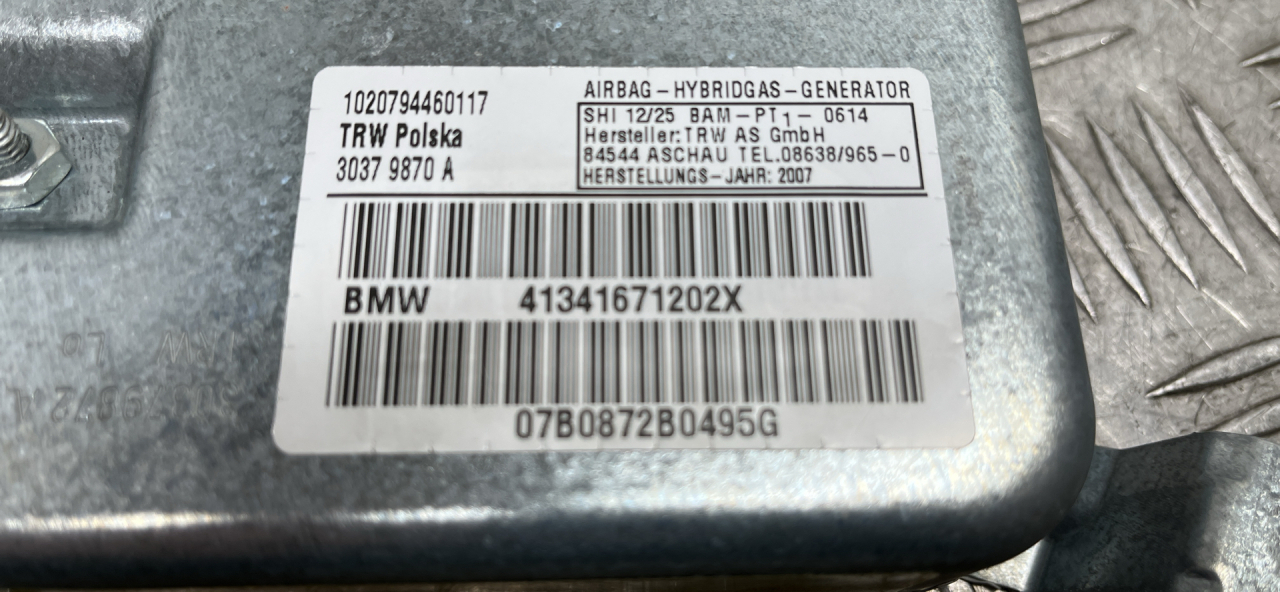 1020794460117
TRW Polska
3037 9870 A
AIRBAG-HYBRIDGAS-GENERATOR
SHI 12/25 BAM-PT1- 0614
Hersteller:TRW AS GmbH
84544 ASCHAU TEL.08638/965-0
HERSTELLUNGS-JAHR: 2007
BMW 41341671202X
07B0872B0495G
TRW